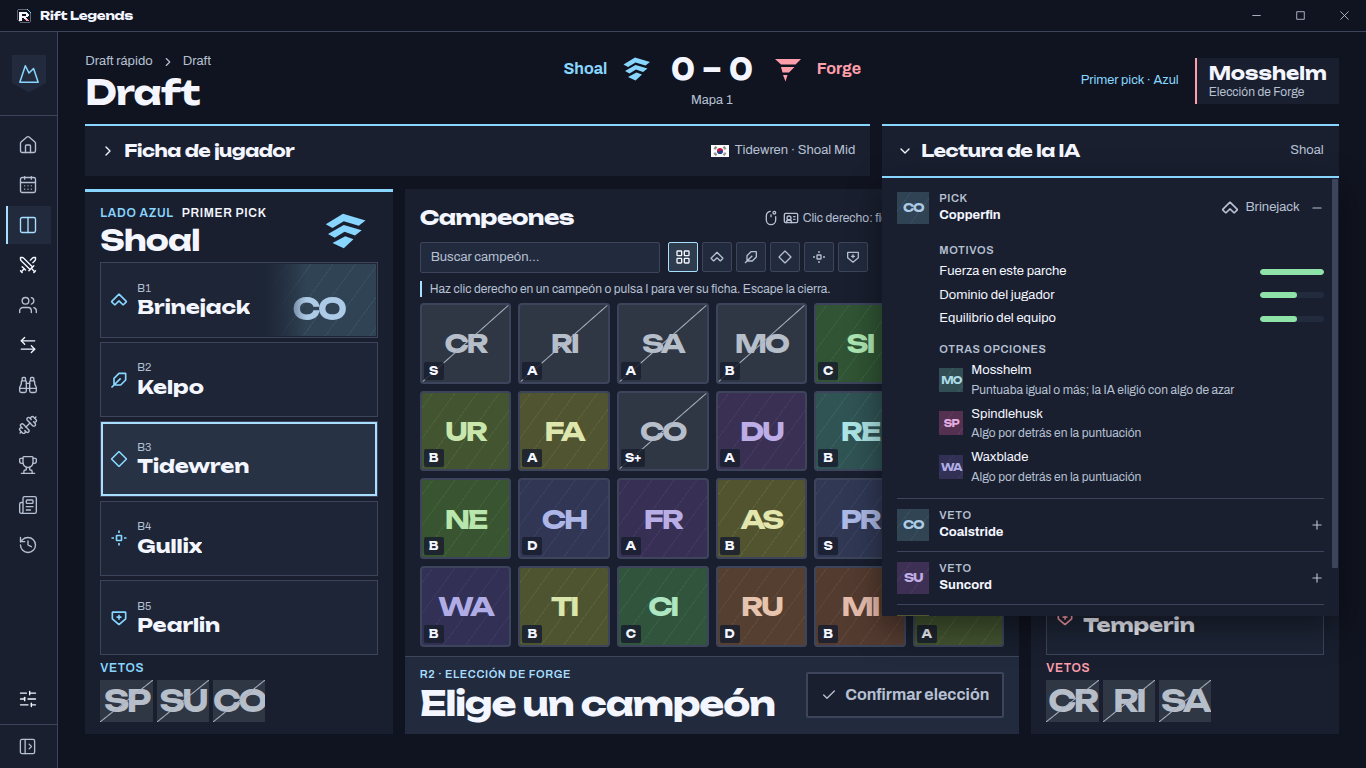 Rift Legends
Draft rápido > Draft
Draft
Shoal 0 – 0 Forge
Mapa 1
Primer pick · Azul
Mosshelm
Elección de Forge
Ficha de jugador
Tidewren · Shoal Mid
Lectura de la IA
Shoal
LADO AZUL PRIMER PICK
Shoal
B1
Brinejack
CO
B2
Kelpo
B3
Tidewren
B4
Gullix
B5
Pearlin
VETOS
SP SU CO
Campeones
Clic derecho: fi
Buscar campeón...
Haz clic derecho en un campeón o pulsa I para ver su ficha. Escape la cierra.
CR RI SA MO SI
S A A B C
UR FA CO DU RE
B A S+ A B
NE CH FR AS PR
B D A B S
WA TI CI RU MI
B B C D B A
R2 · ELECCIÓN DE FORGE
Elige un campeón
Confirmar elección
CO
PICK
Copperfin
Brinejack
MOTIVOS
Fuerza en este parche
Dominio del jugador
Equilibrio del equipo
OTRAS OPCIONES
MO
Mosshelm
Puntuaba igual o más; la IA eligió con algo de azar
SP
Spindlehusk
Algo por detrás en la puntuación
WA
Waxblade
Algo por detrás en la puntuación
CO
VETO
Coalstride
SU
VETO
Suncord
Temperin
VETOS
CR RI SA